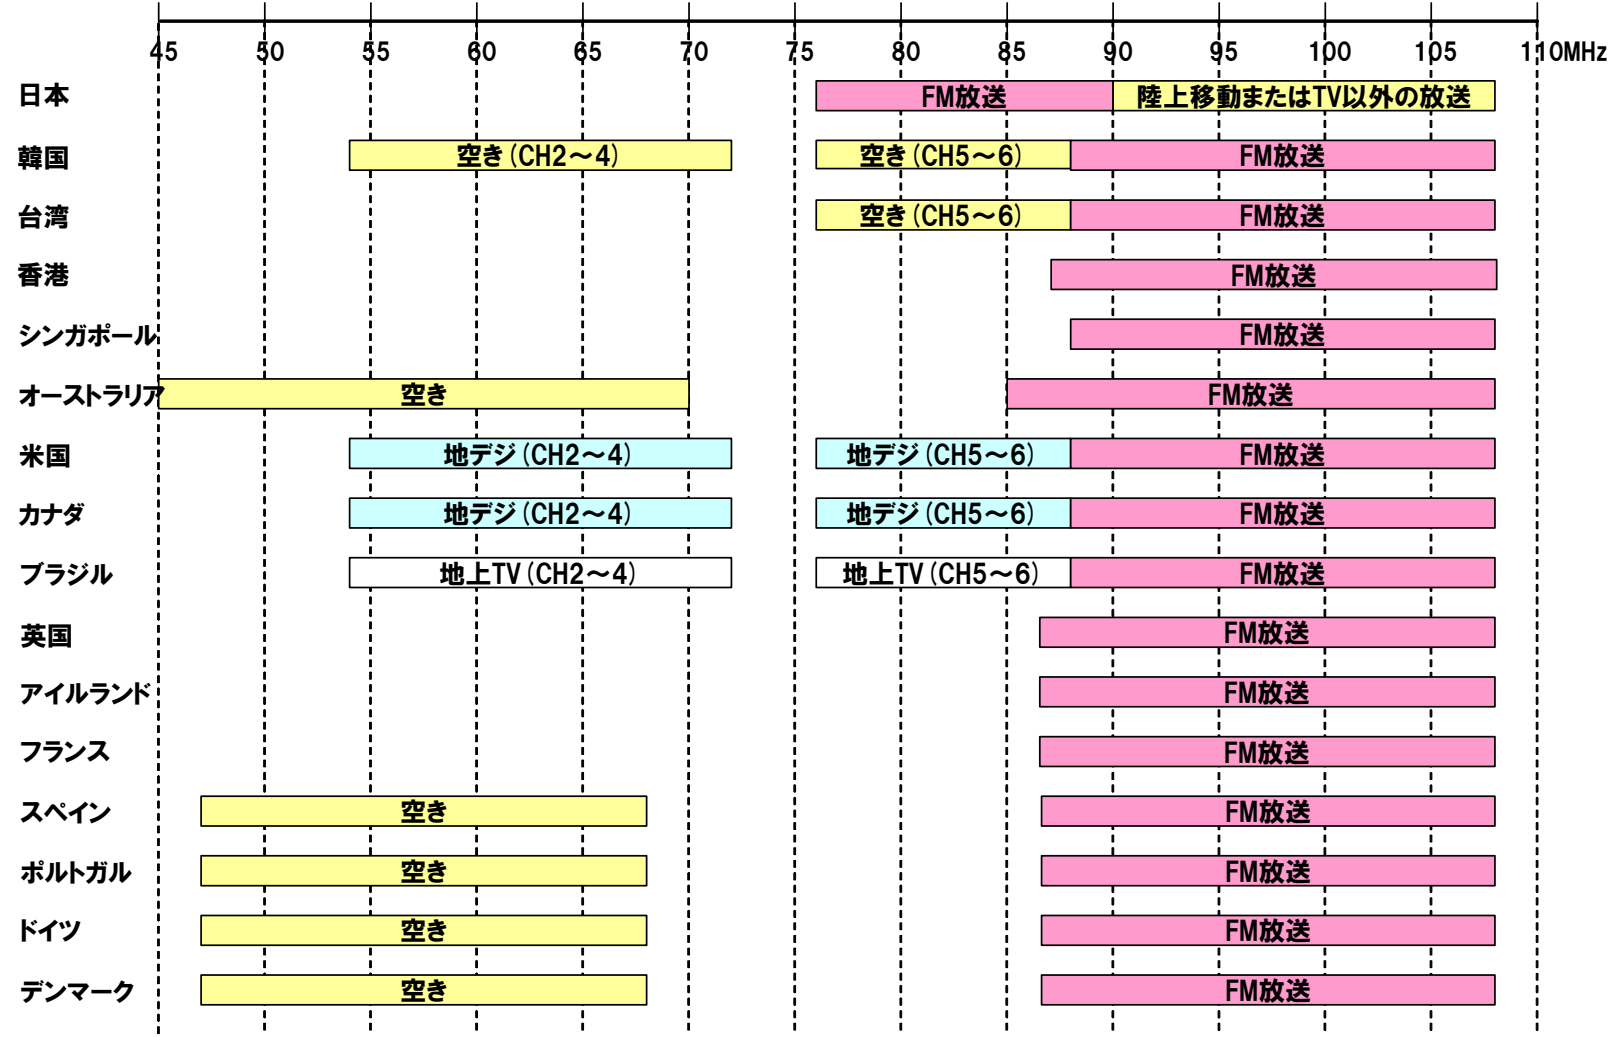 45 50 55 60 65 70 75 80 85 90 95 100 105 110MHz
日本 FM放送 陸上移動またはTV以外の放送
韓国 空き(CH2～4) 空き(CH5～6) FM放送
台湾 空き(CH5～6) FM放送
香港 FM放送
シンガポール FM放送
オーストラリア 空き FM放送
米国 地デジ(CH2～4) 地デジ(CH5～6) FM放送
カナダ 地デジ(CH2～4) 地デジ(CH5～6) FM放送
ブラジル 地上TV(CH2～4) 地上TV(CH5～6) FM放送
英国 FM放送
アイルランド FM放送
フランス FM放送
スペイン 空き FM放送
ポルトガル 空き FM放送
ドイツ 空き FM放送
デンマーク 空き FM放送